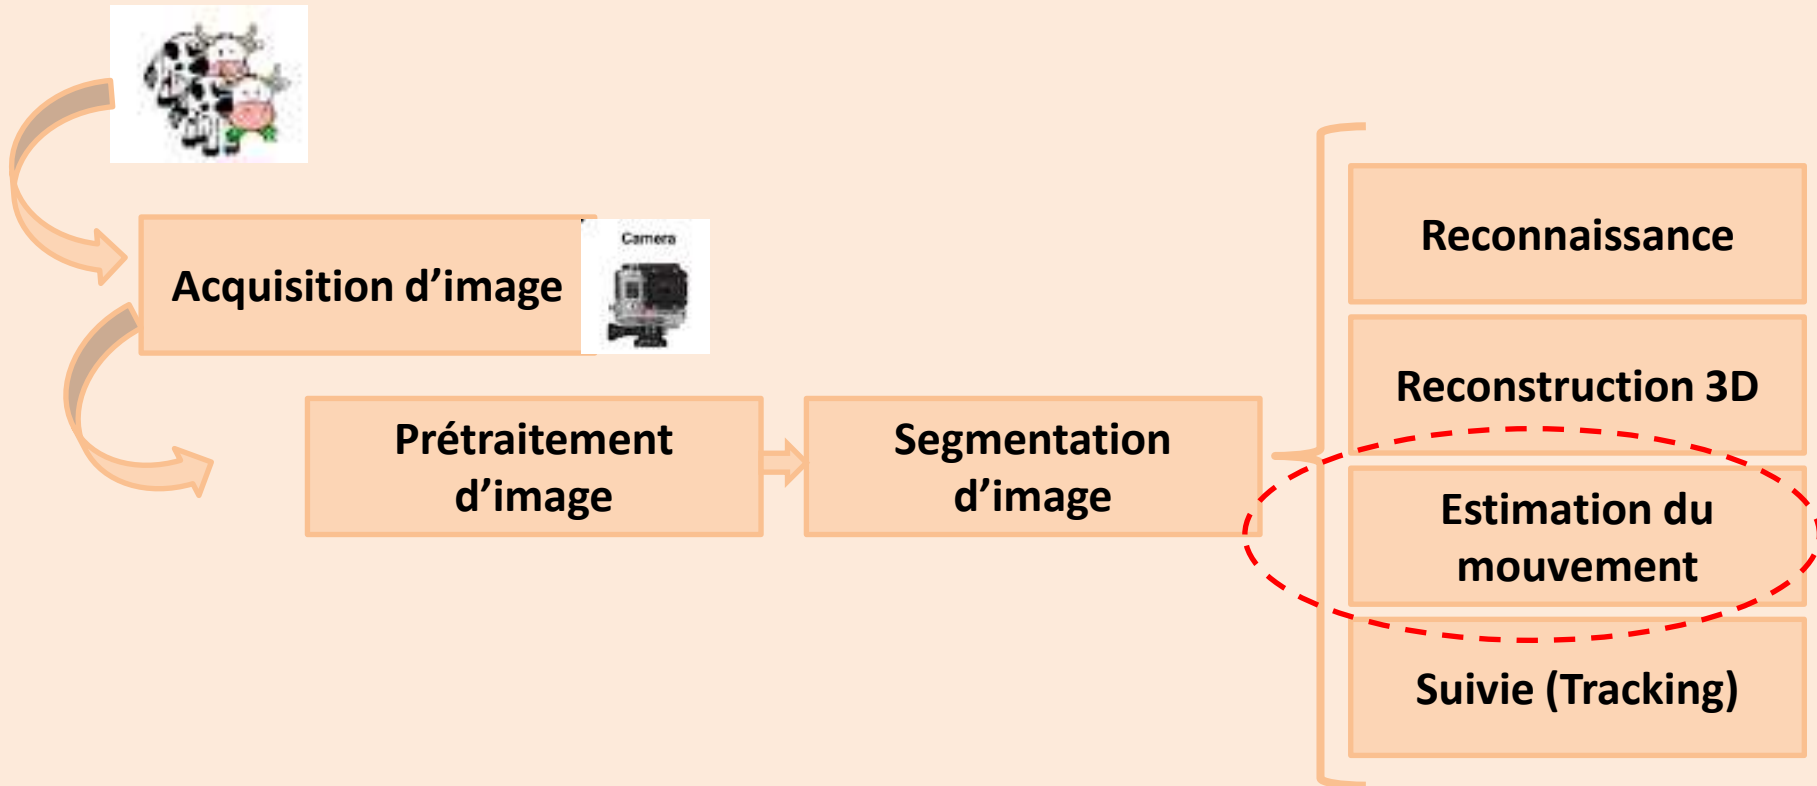 Acquisition d’image
Camera
Prétraitement
d’image
Segmentation
d’image
Reconnaissance
Reconstruction 3D
Estimation du
mouvement
Suivie (Tracking)